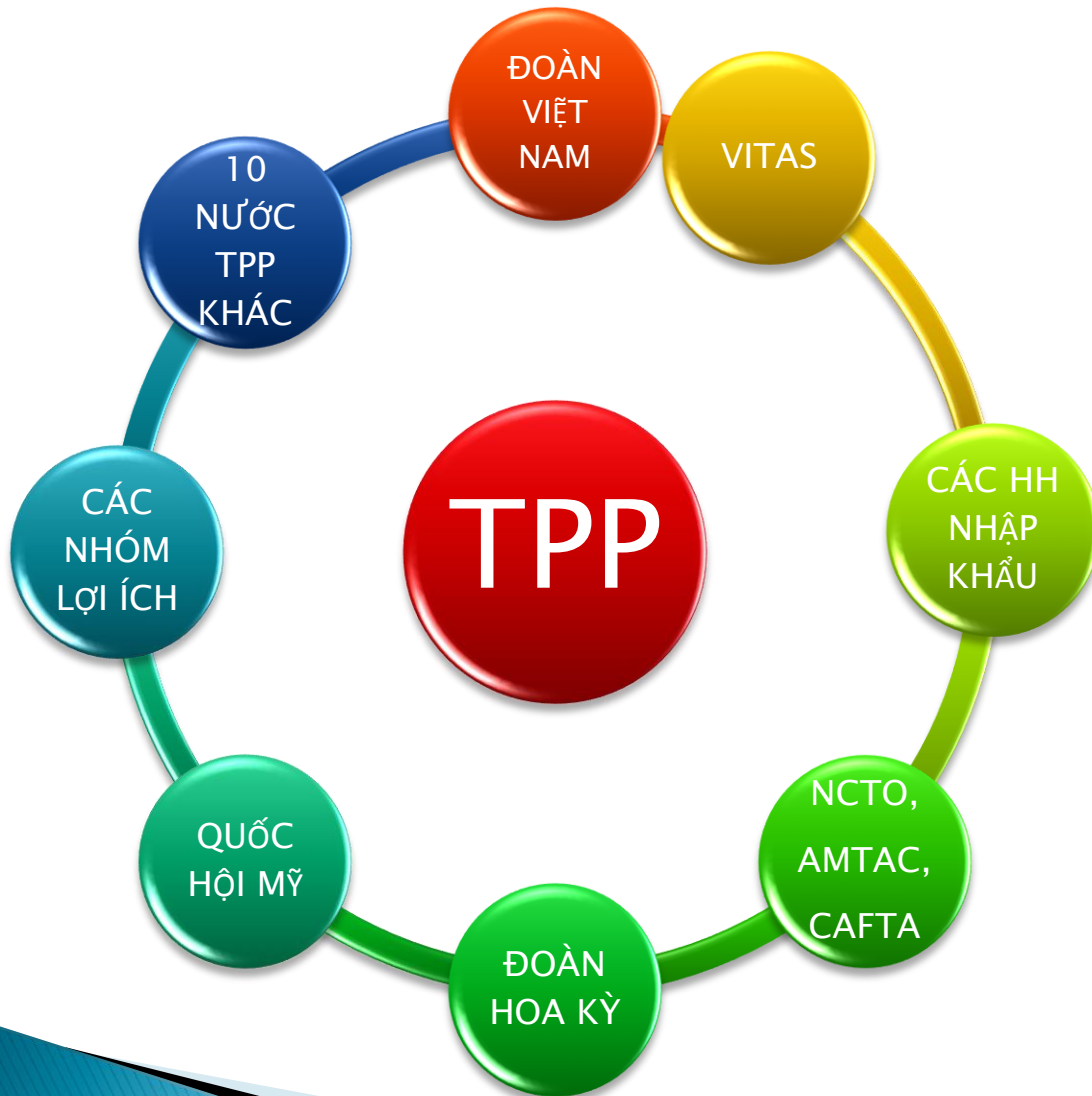 ĐOÀN
VIỆT
NAM
VITAS
CÁC HH
NHẬP
KHẨU
NCTO,
AMTAC,
CAFTA
ĐOÀN
HOA KỲ
QUỐC
HỘI MỸ
CÁC
NHÓM
LỢI ÍCH
10
NƯỚC
TPP
KHÁC
TPP